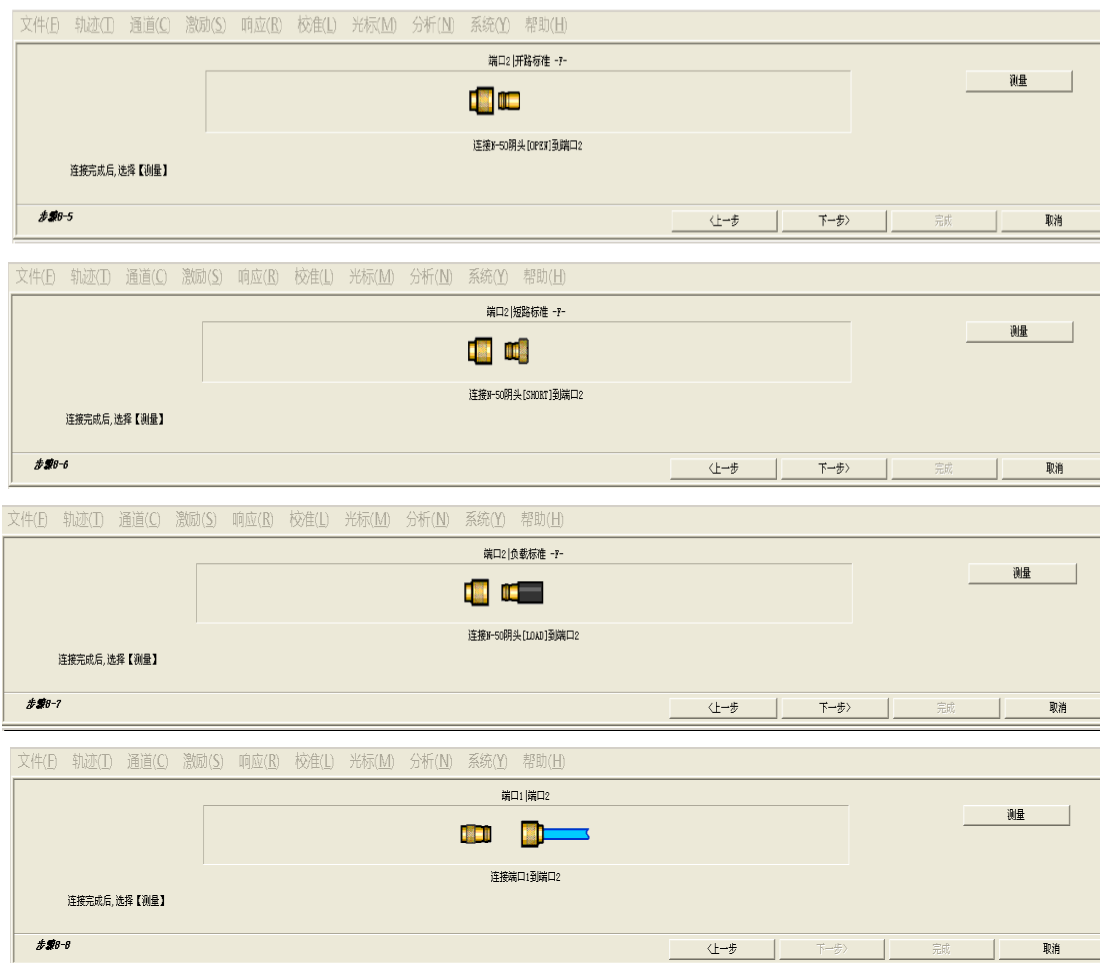 文件(F) 轨迹(T) 通道(C) 激励(S) 响应(R) 校准(L) 光标(M) 分析(N) 系统(Y) 帮助(H)
端口2|开路标准 -F-
测量
连接N-50阴头[OPEN]到端口2
连接完成后,选择【测量】
步骤8-5
<上一步 下一步> 完成 取消
文件(F) 轨迹(T) 通道(C) 激励(S) 响应(R) 校准(L) 光标(M) 分析(N) 系统(Y) 帮助(H)
端口2|短路标准 -F-
测量
连接N-50阴头[SHORT]到端口2
连接完成后,选择【测量】
步骤8-6
<上一步 下一步> 完成 取消
文件(F) 轨迹(T) 通道(C) 激励(S) 响应(R) 校准(L) 光标(M) 分析(N) 系统(Y) 帮助(H)
端口2|负载标准 -F-
测量
连接N-50阴头[LOAD]到端口2
连接完成后,选择【测量】
步骤8-7
<上一步 下一步> 完成 取消
文件(F) 轨迹(T) 通道(C) 激励(S) 响应(R) 校准(L) 光标(M) 分析(N) 系统(Y) 帮助(H)
端口1|端口2
测量
连接端口1到端口2
连接完成后,选择【测量】
步骤8-8
<上一步 下一步> 完成 取消